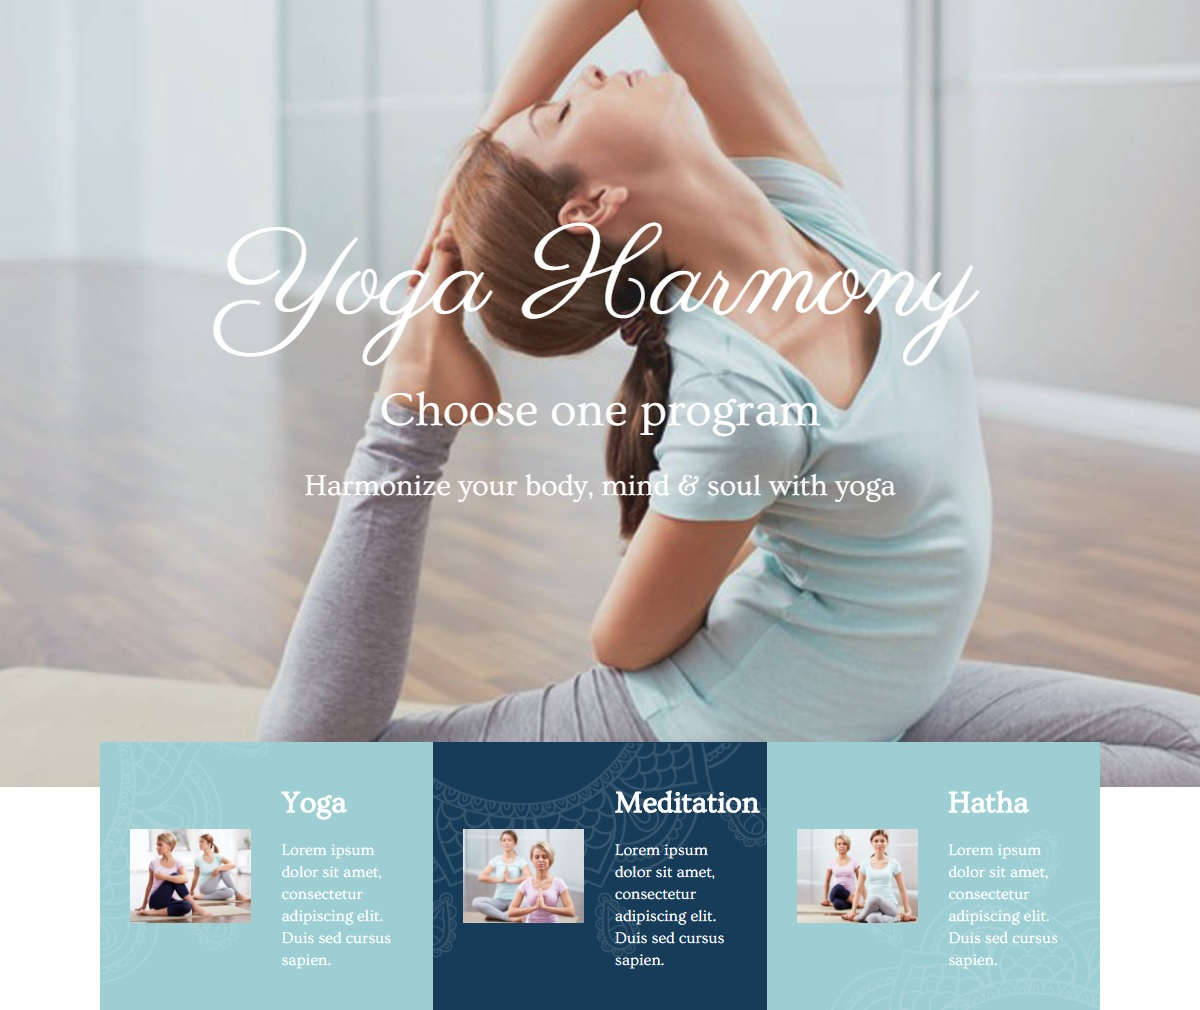 Yoga Harmony
Choose one program
Harmonize your body, mind & soul with yoga
Yoga
Lorem ipsum
dolor sit amet,
consectetur
adipiscing elit.
Duis sed cursus
sapien.
Meditation
Lorem ipsum
dolor sit amet,
consectetur
adipiscing elit.
Duis sed cursus
sapien.
Hatha
Lorem ipsum
dolor sit amet,
consectetur
adipiscing elit.
Duis sed cursus
sapien.